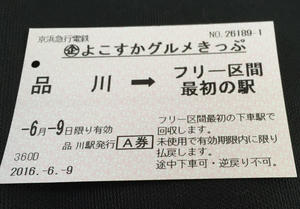 京浜急行電鉄 NO.26189-1
企よこすかグルメきっぷ
品川 → フリー区間最初の駅
-6月-9日限り有効
品川駅発行 A券
フリー区間最初の下車駅で
回収します。
未使用で有効期限内に限り
払戻します。
途中下車可・逆戻り不可。
360D
2016.-6.-9